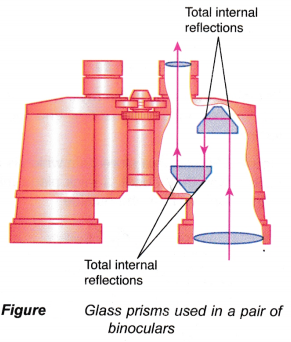 Total internal
reflections
Total internal
reflections
Figure Glass prisms used in a pair of
binoculars